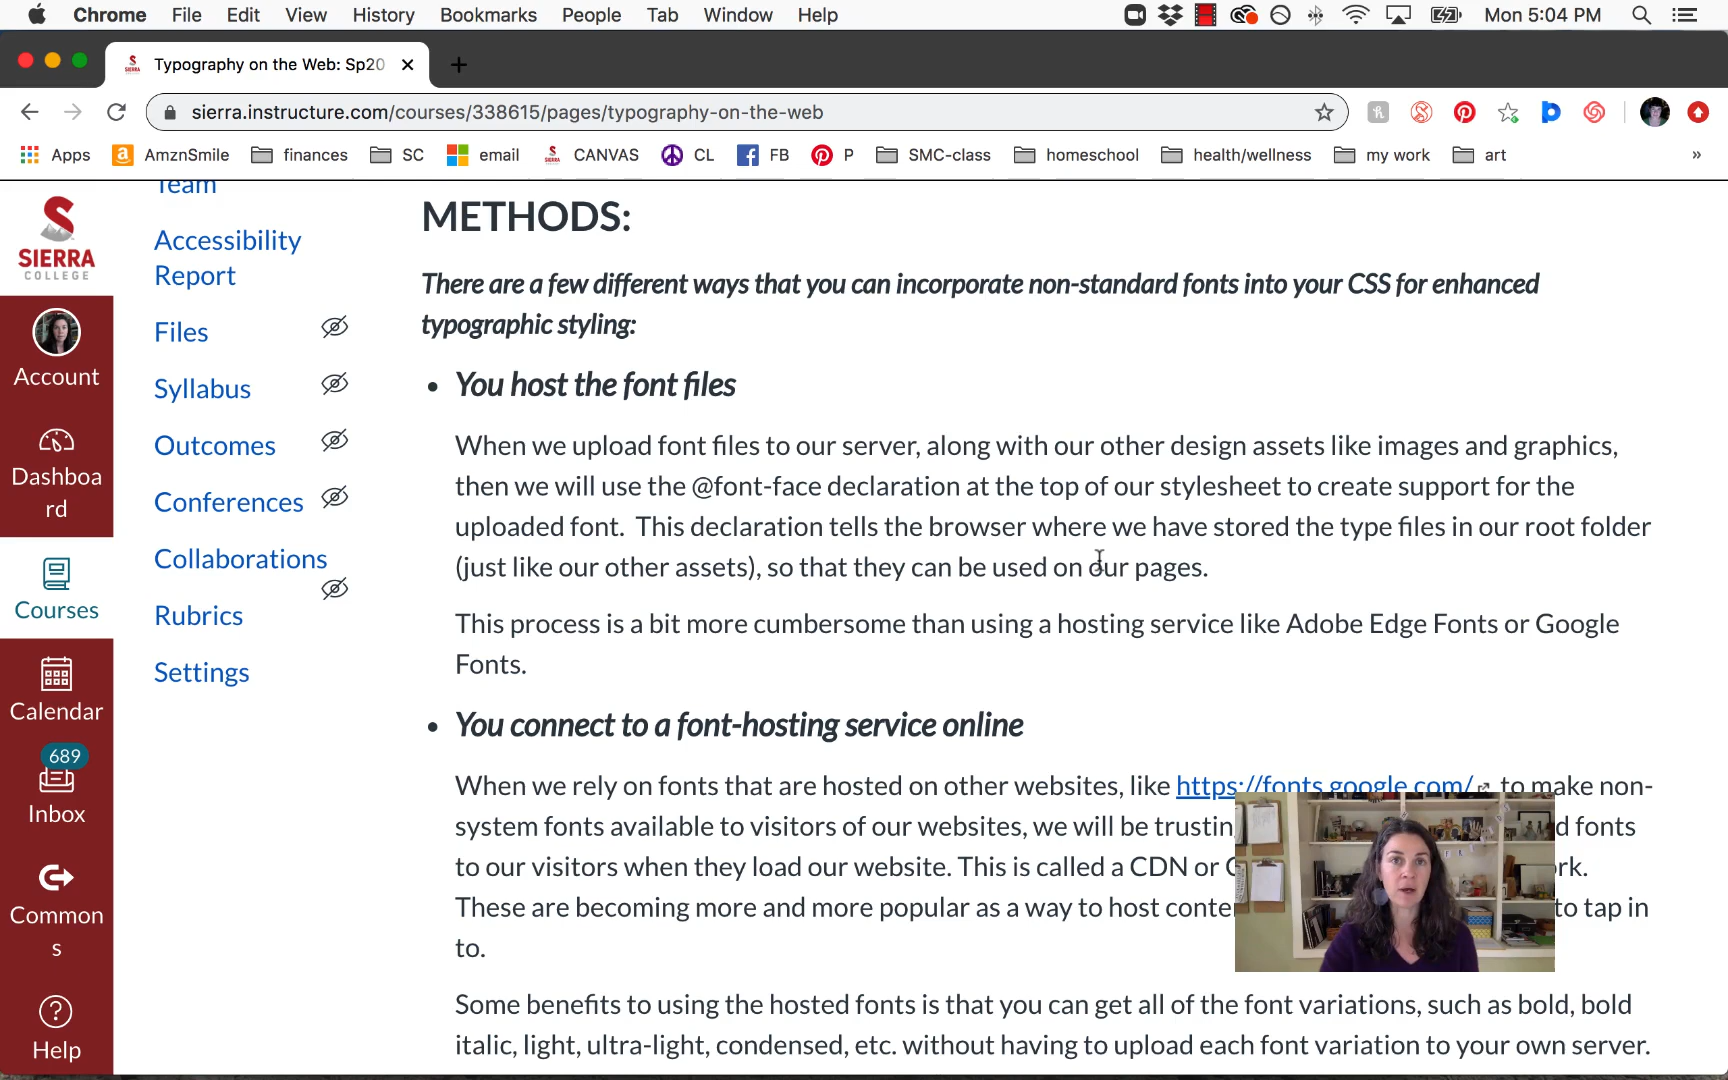 Chrome File Edit View History Bookmarks People Tab Window Help Mon 5:04 PM
Typography on the Web: Sp20
sierra.instructure.com/courses/338615/pages/typography-on-the-web
Apps AmznSmile finances SC email CANVAS CL FB P SMC-class homeschool health/wellness my work art »
SIERRA
COLLEGE
Account
Dashboa
rd
Courses
Calendar
689
Inbox
Common
s
Help
Team
Accessibility
Report
Files
Syllabus
Outcomes
Conferences
Collaborations
Rubrics
Settings
METHODS:
There are a few different ways that you can incorporate non-standard fonts into your CSS for enhanced
typographic styling:
• You host the font files
When we upload font files to our server, along with our other design assets like images and graphics,
then we will use the @font-face declaration at the top of our stylesheet to create support for the
uploaded font. This declaration tells the browser where we have stored the type files in our root folder
(just like our other assets), so that they can be used on our pages.
This process is a bit more cumbersome than using a hosting service like Adobe Edge Fonts or Google
Fonts.
• You connect to a font-hosting service online
When we rely on fonts that are hosted on other websites, like https://fonts.google.com/ to make non-
system fonts available to visitors of our websites, we will be trustin d fonts
to our visitors when they load our website. This is called a CDN or rk.
These are becoming more and more popular as a way to host conte to tap in
to.
Some benefits to using the hosted fonts is that you can get all of the font variations, such as bold, bold
italic, light, ultra-light, condensed, etc. without having to upload each font variation to your own server.